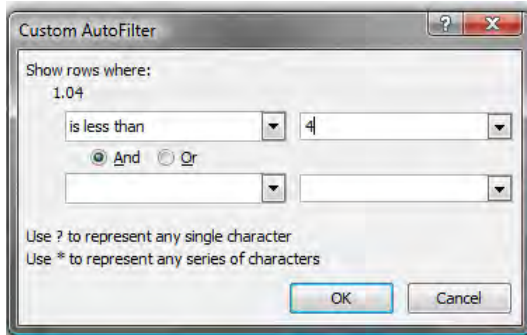 Custom AutoFilter
?
X
Show rows where:
1.04
is less than 4
And Or
Use ? to represent any single character
Use * to represent any series of characters
OK Cancel